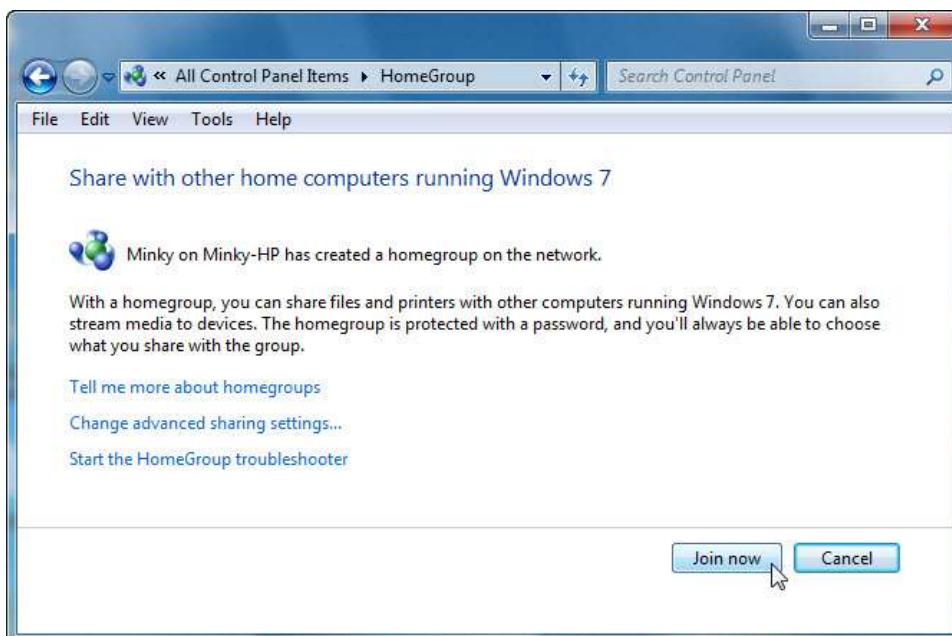 « All Control Panel Items ▸ HomeGroup Search Control Panel
File Edit View Tools Help
Share with other home computers running Windows 7
Minky on Minky-HP has created a homegroup on the network.
With a homegroup, you can share files and printers with other computers running Windows 7. You can also
stream media to devices. The homegroup is protected with a password, and you'll always be able to choose
what you share with the group.
Tell me more about homegroups
Change advanced sharing settings...
Start the HomeGroup troubleshooter
Join now Cancel